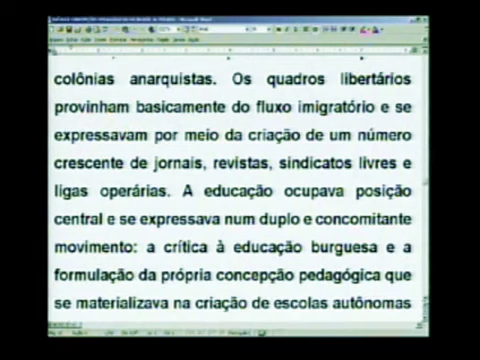 colônias anarquistas. Os quadros libertários
provinham basicamente do fluxo imigratório e se
expressavam por meio da criação de um número
crescente de jornais, revistas, sindicatos livres e
ligas operárias. A educação ocupava posição
central e se expressava num duplo e concomitante
movimento: a crítica à educação burguesa e a
formulação da própria concepção pedagógica que
se materializava na criação de escolas autônomas